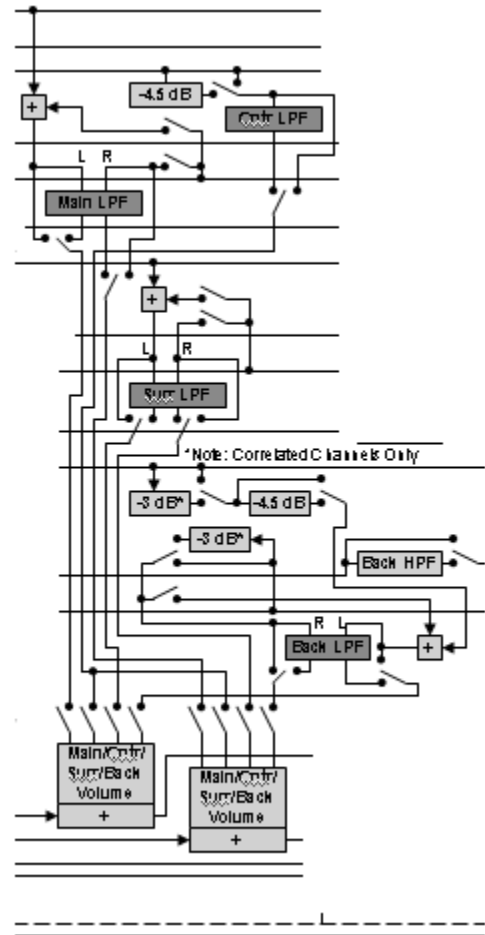 -4.5 dB
+
Cntr LPF
L R
Main LPF
+
L R
Surr LPF
*Note: Correlated Channels Only
-3 dB* -4.5 dB
-3 dB*
Back HPF
R L
Back LPF +
Main/Cntr/
Surr/Back
Volume
+
Main/Cntr/
Surr/Back
Volume
+
L